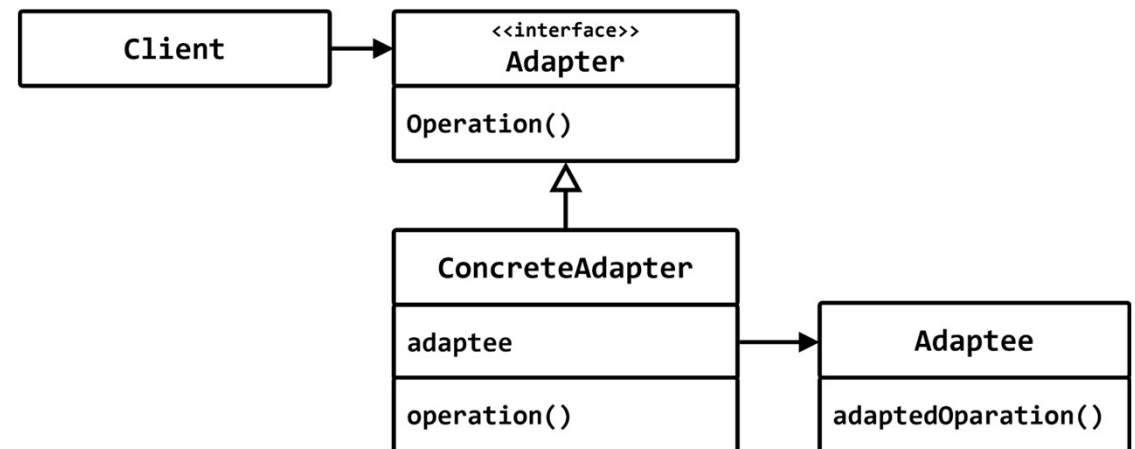 Client
<<interface>>
Adapter
Operation()
ConcreteAdapter
adaptee
operation()
Adaptee
adaptedOparation()